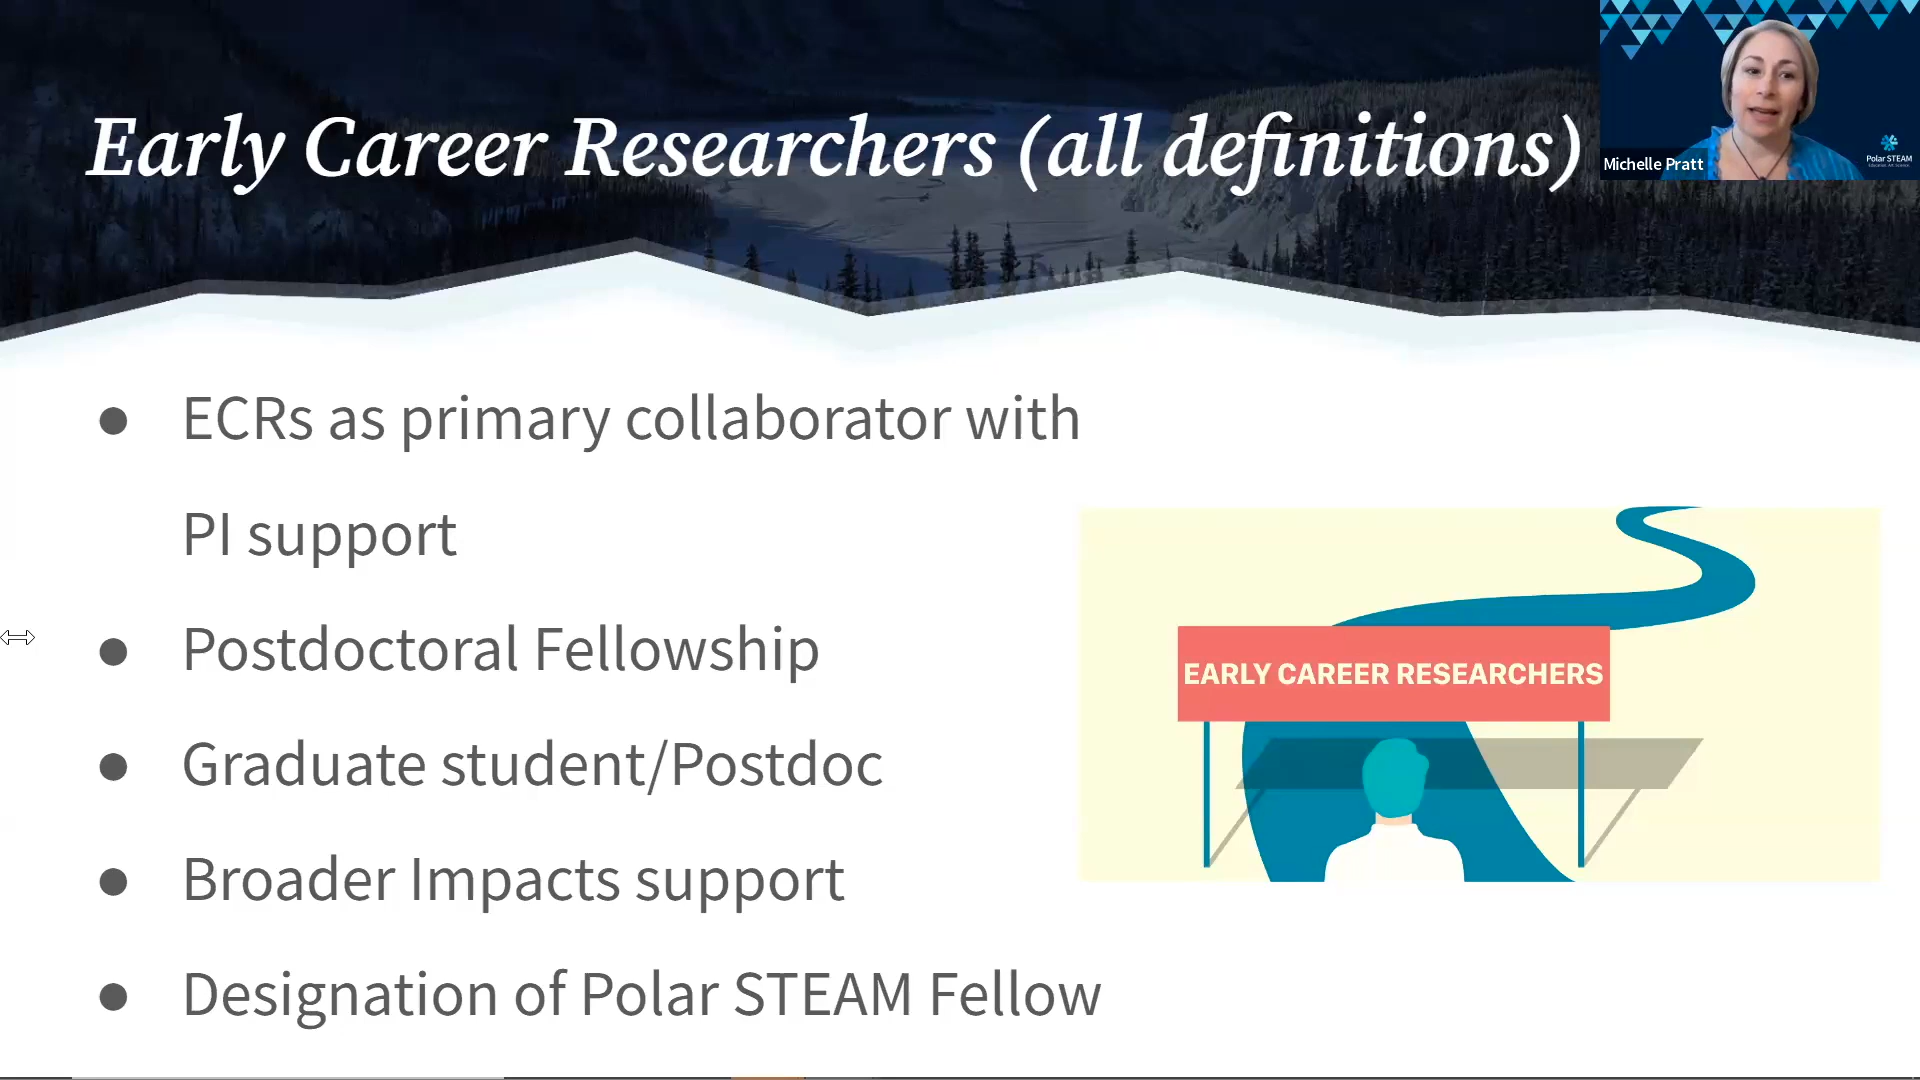 Early Career Researchers (all definitions)
Michelle Pratt
Polar STEAM
● ECRs as primary collaborator with
PI support
● Postdoctoral Fellowship
● Graduate student/Postdoc
● Broader Impacts support
● Designation of Polar STEAM Fellow
EARLY CAREER RESEARCHERS